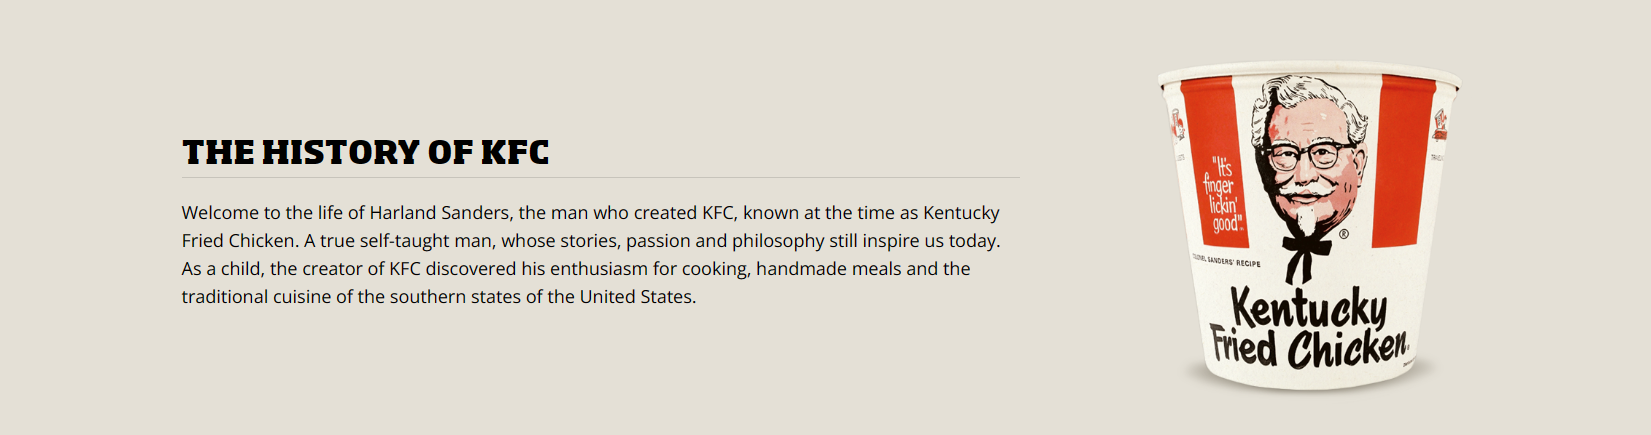 THE HISTORY OF KFC
Welcome to the life of Harland Sanders, the man who created KFC, known at the time as Kentucky
Fried Chicken. A true self-taught man, whose stories, passion and philosophy still inspire us today.
As a child, the creator of KFC discovered his enthusiasm for cooking, handmade meals and the
traditional cuisine of the southern states of the United States.
"It's
finger
lickin'
good"
®
SANDERS' RECIPE
Kentucky
Fried Chicken